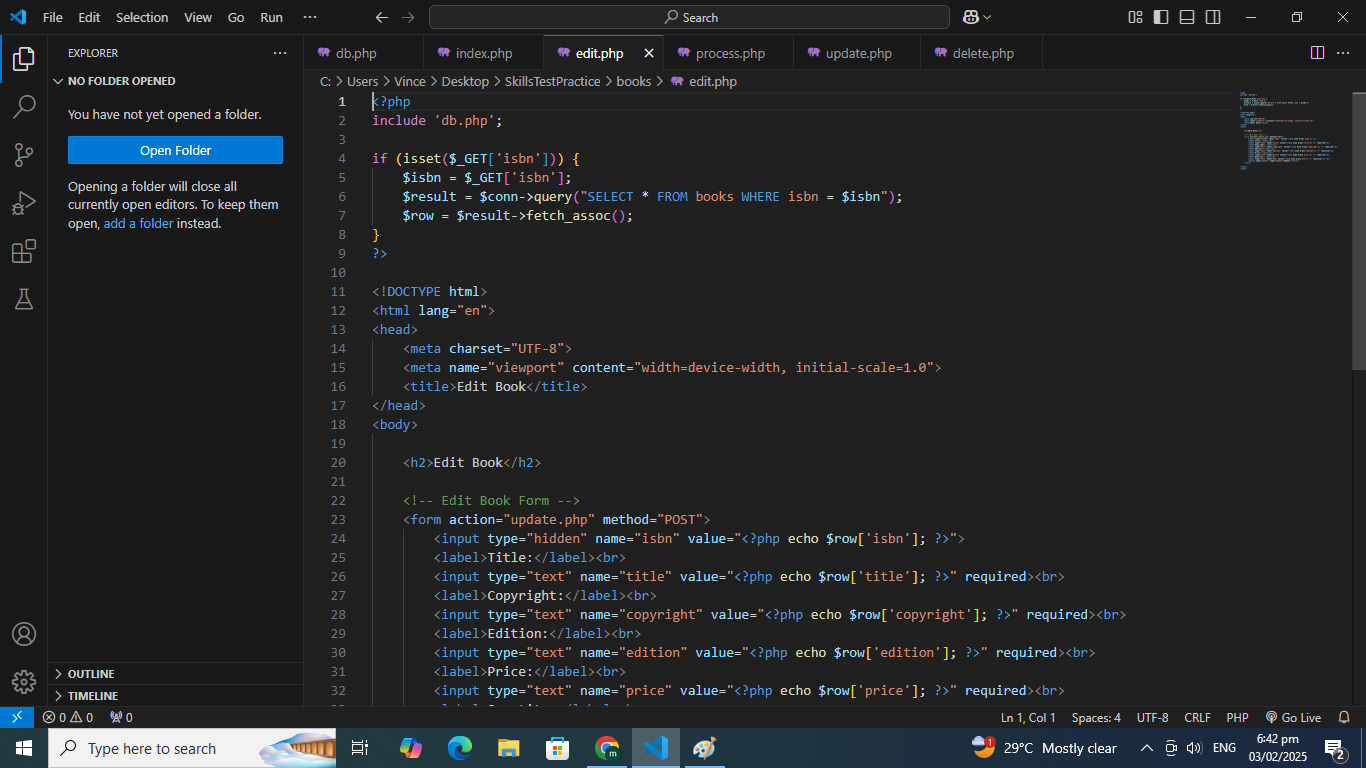 File Edit Selection View Go Run ··· Search
EXPLORER ···
NO FOLDER OPENED
You have not yet opened a folder.
Open Folder
Opening a folder will close all
currently open editors. To keep them
open, add a folder instead.
OUTLINE
TIMELINE
db.php index.php edit.php process.php update.php delete.php
C: > Users > Vince > Desktop > SkillsTestPractice > books > edit.php
1 <?php
2 include 'db.php';
3
4 if (isset($_GET['isbn'])) {
5 $isbn = $_GET['isbn'];
6 $result = $conn->query("SELECT * FROM books WHERE isbn = $isbn");
7 $row = $result->fetch_assoc();
8 }
9 ?>
10
11 <!DOCTYPE html>
12 <html lang="en">
13 <head>
14 <meta charset="UTF-8">
15 <meta name="viewport" content="width=device-width, initial-scale=1.0">
16 <title>Edit Book</title>
17 </head>
18 <body>
19
20 <h2>Edit Book</h2>
21
22 <!-- Edit Book Form -->
23 <form action="update.php" method="POST">
24 <input type="hidden" name="isbn" value="<?php echo $row['isbn']; ?>">
25 <label>Title:</label><br>
26 <input type="text" name="title" value="<?php echo $row['title']; ?>" required><br>
27 <label>Copyright:</label><br>
28 <input type="text" name="copyright" value="<?php echo $row['copyright']; ?>" required><br>
29 <label>Edition:</label><br>
30 <input type="text" name="edition" value="<?php echo $row['edition']; ?>" required><br>
31 <label>Price:</label><br>
32 <input type="text" name="price" value="<?php echo $row['price']; ?>" required><br>
0 0 0 Ln 1, Col 1 Spaces: 4 UTF-8 CRLF PHP Go Live
Type here to search 1 29°C Mostly clear ENG 6:42 pm
03/02/2025 2